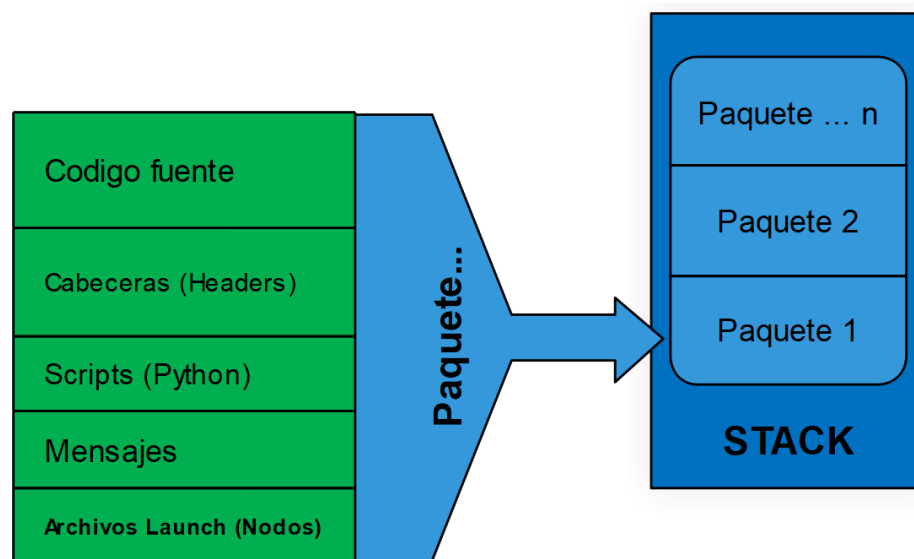 Codigo fuente
Cabeceras (Headers)
Scripts (Python)
Mensajes
Archivos Launch (Nodos)
Paquete...
Paquete ... n
Paquete 2
Paquete 1
STACK